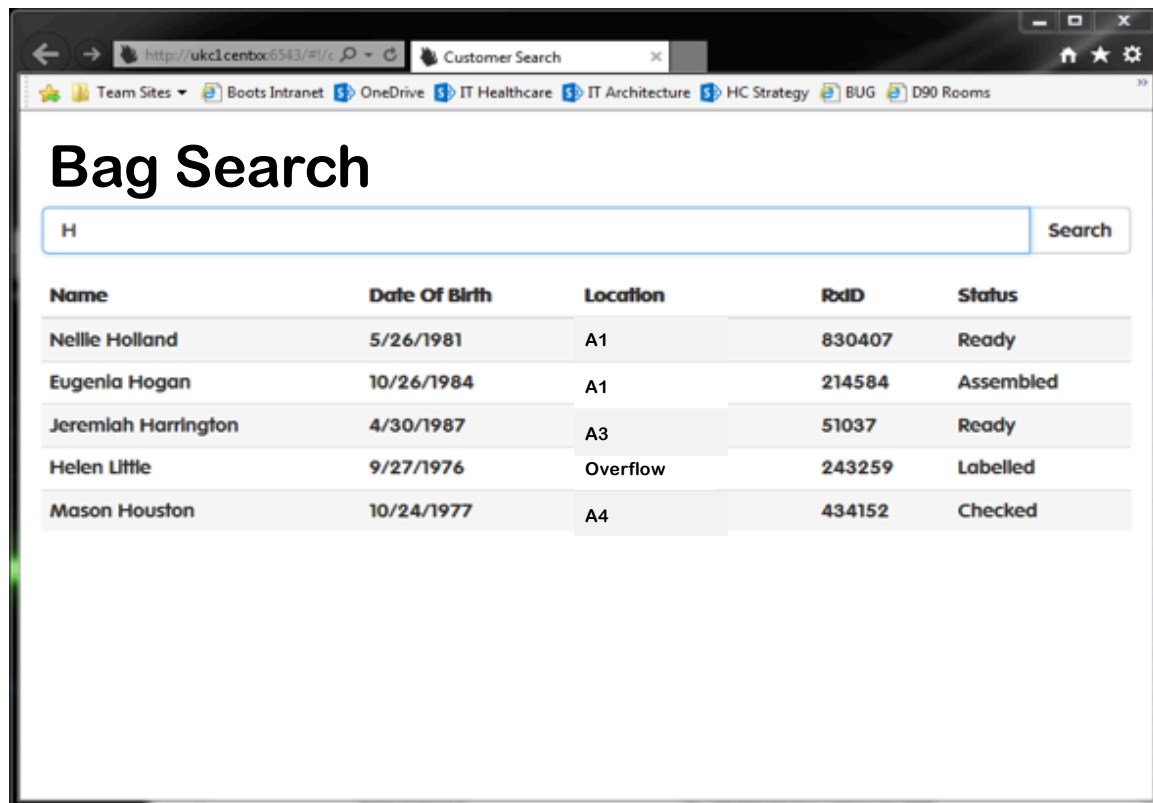 http://ukc1centxx:6543/#!/c Customer Search
Team Sites Boots Intranet OneDrive IT Healthcare IT Architecture HC Strategy BUG D90 Rooms
Bag Search
H Search
Name Date Of Birth Location RxID Status
Nellie Holland 5/26/1981 A1 830407 Ready
Eugenia Hogan 10/26/1984 A1 214584 Assembled
Jeremiah Harrington 4/30/1987 A3 51037 Ready
Helen Little 9/27/1976 Overflow 243259 Labelled
Mason Houston 10/24/1977 A4 434152 Checked